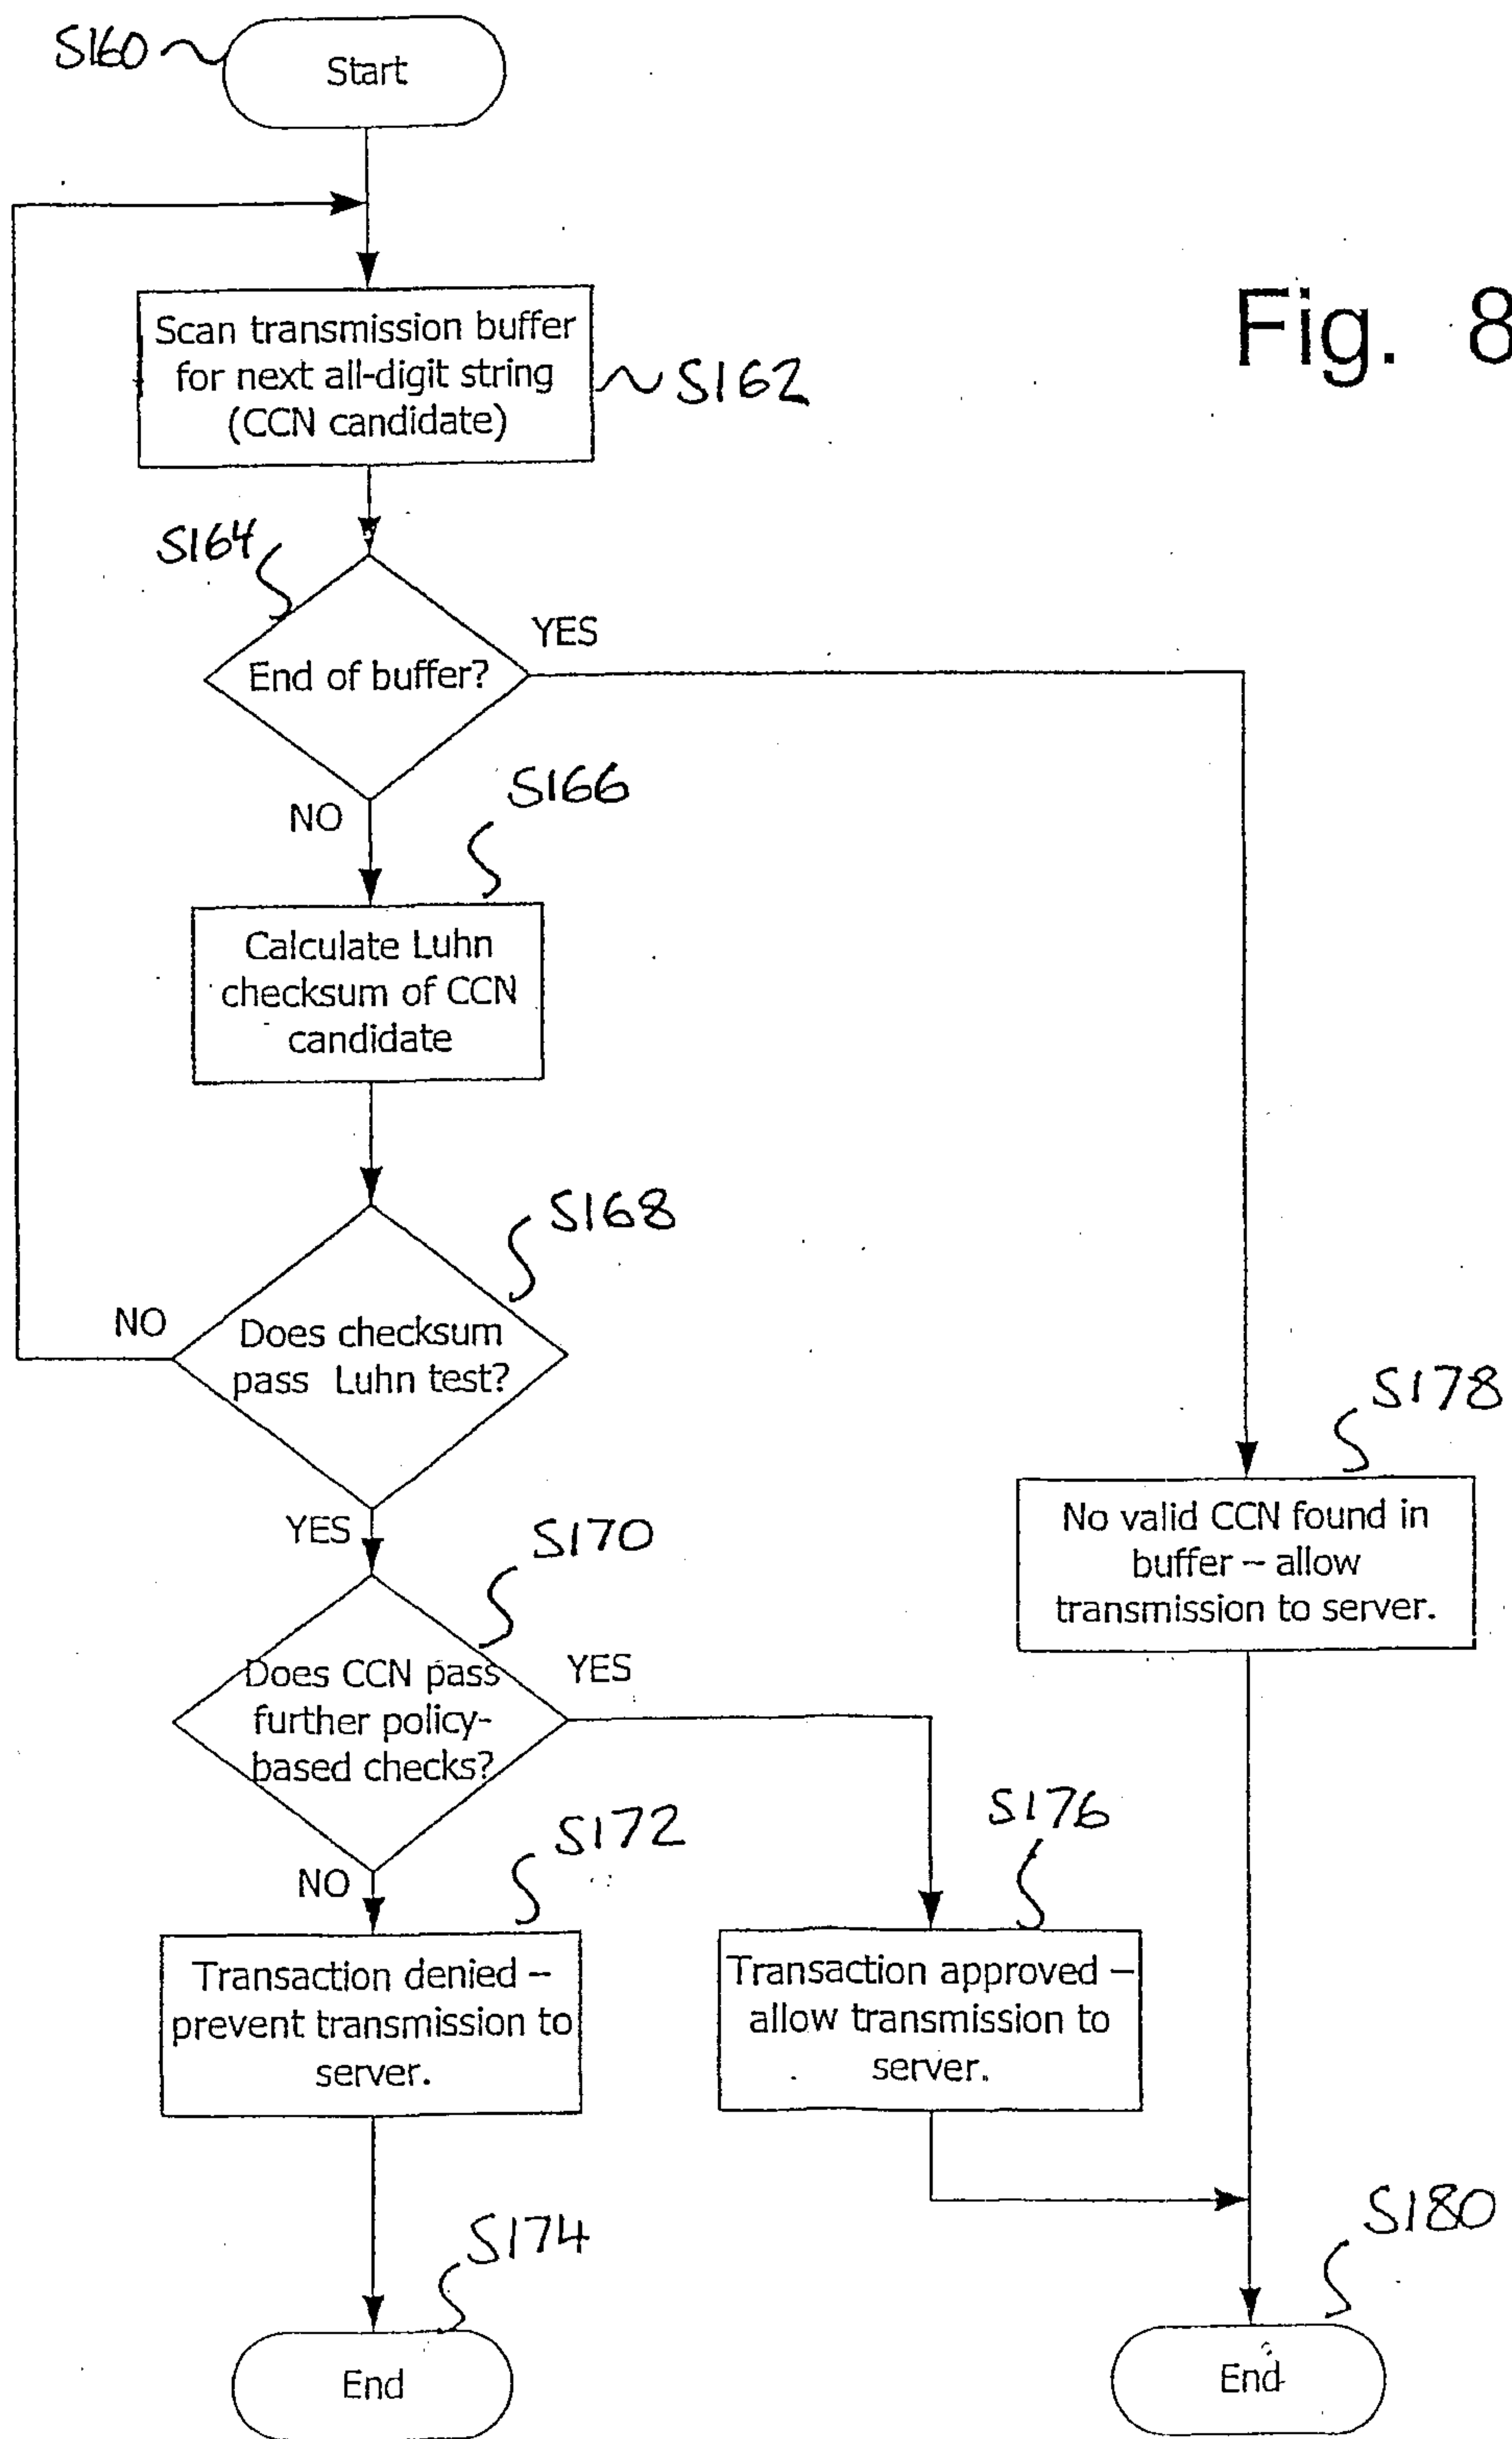 S160
Start
Fig. 8
Scan transmission buffer
for next all-digit string
(CCN candidate)
S162
S164
YES
End of buffer?
S166
NO
Calculate Luhn
checksum of CCN
candidate
S168
NO
Does checksum
pass Luhn test?
S178
YES
S170
No valid CCN found in
buffer – allow
transmission to server.
Does CCN pass
further policy-
based checks?
YES
S172
S176
NO
Transaction denied –
prevent transmission to
server.
Transaction approved –
allow transmission to
server.
S174
S180
End
End